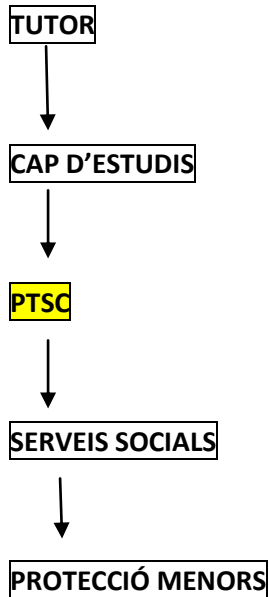 TUTOR
CAP D’ESTUDIS
PTSC
SERVEIS SOCIALS
PROTECCIÓ MENORS